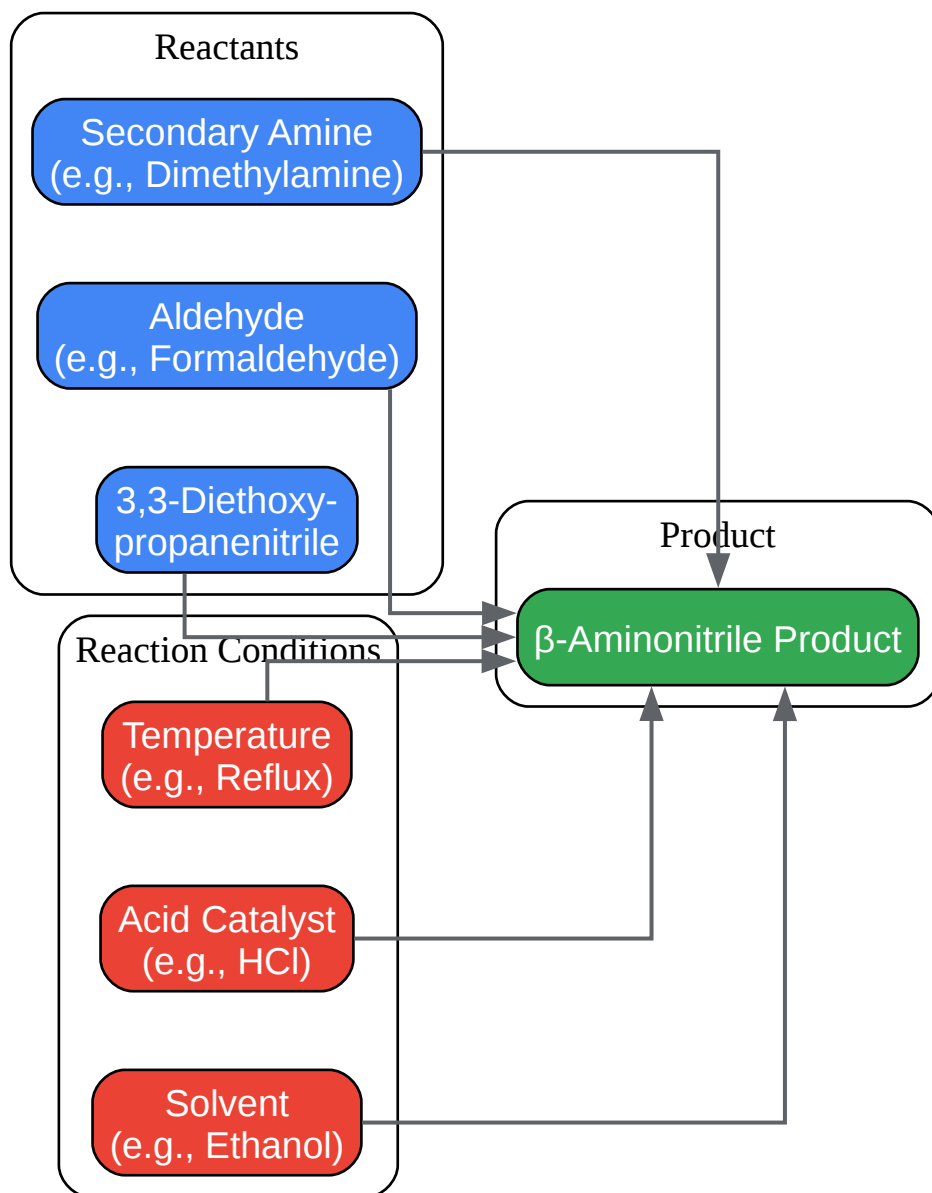 Reactants
Secondary Amine
(e.g., Dimethylamine)
Aldehyde
(e.g., Formaldehyde)
3,3-Diethoxy-
propanenitrile
Product
β-Aminonitrile Product
Reaction Conditions
Temperature
(e.g., Reflux)
Acid Catalyst
(e.g., HCl)
Solvent
(e.g., Ethanol)